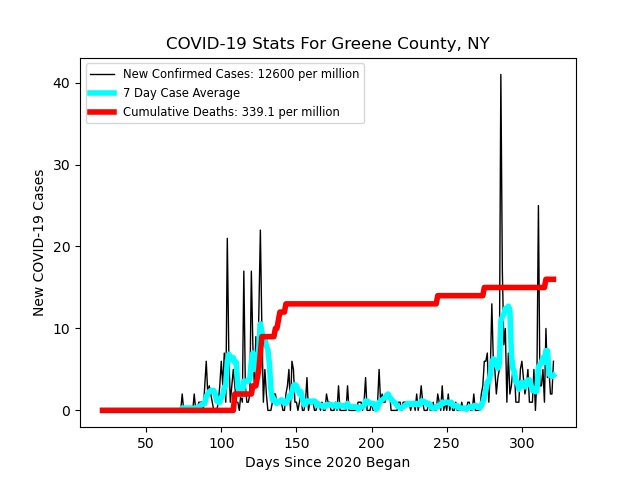 COVID-19 Stats For Greene County, NY
New Confirmed Cases: 12600 per million
7 Day Case Average
Cumulative Deaths: 339.1 per million
New COVID-19 Cases
40
30
20
10
0
50 100 150 200 250 300
Days Since 2020 Began